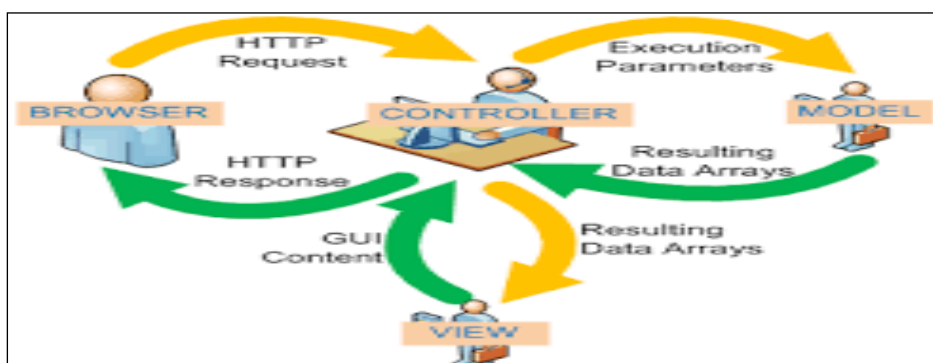 HTTP
Request
Execution
Parameters
BROWSER
CONTROLLER
MODEL
HTTP
Response
Resulting
Data Arrays
GUI
Content
Resulting
Data Arrays
VIEW